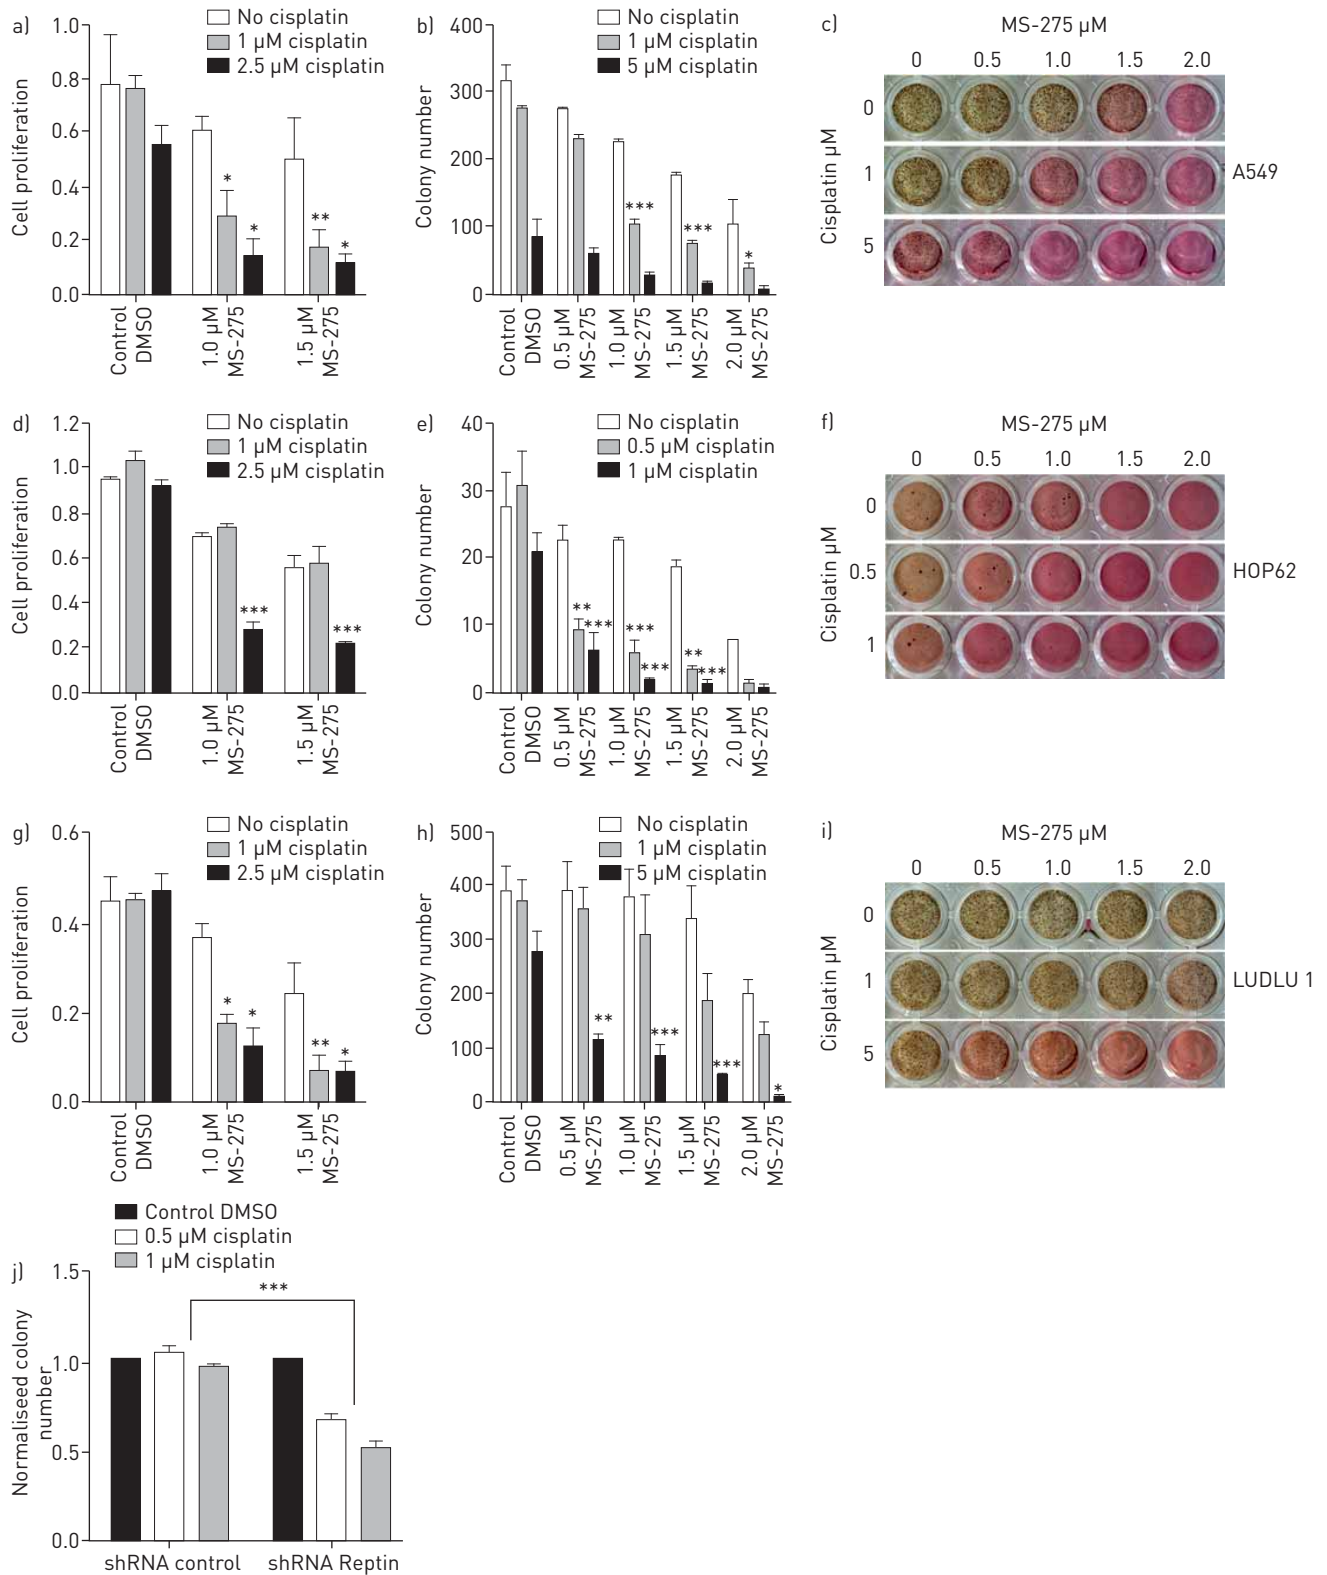 a)
Cell proliferation
1.0
0.8
0.6
0.4
0.2
0.0
No cisplatin
1 µM cisplatin
2.5 µM cisplatin
*
*
**
*
Control
DMSO
1.0 µM
MS-275
1.5 µM
MS-275
b)
Colony number
400
300
200
100
0
No cisplatin
1 µM cisplatin
5 µM cisplatin
***
***
*
Control
DMSO
0.5 µM
MS-275
1.0 µM
MS-275
1.5 µM
MS-275
2.0 µM
MS-275
c)
MS-275 µM
0 0.5 1.0 1.5 2.0
Cisplatin µM
0
1
5
A549
d)
Cell proliferation
1.2
1.0
0.8
0.6
0.4
0.2
0.0
No cisplatin
1 µM cisplatin
2.5 µM cisplatin
***
***
Control
DMSO
1.0 µM
MS-275
1.5 µM
MS-275
e)
Colony number
40
30
20
10
0
No cisplatin
0.5 µM cisplatin
1 µM cisplatin
**
***
***
***
**
***
Control
DMSO
0.5 µM
MS-275
1.0 µM
MS-275
1.5 µM
MS-275
2.0 µM
MS-275
f)
MS-275 µM
0 0.5 1.0 1.5 2.0
Cisplatin µM
0
0.5
1
HOP62
g)
Cell proliferation
0.6
0.4
0.2
0.0
No cisplatin
1 µM cisplatin
2.5 µM cisplatin
*
*
**
*
Control
DMSO
1.0 µM
MS-275
1.5 µM
MS-275
h)
Colony number
500
400
300
200
100
0
No cisplatin
1 µM cisplatin
5 µM cisplatin
**
***
***
*
Control
DMSO
0.5 µM
MS-275
1.0 µM
MS-275
1.5 µM
MS-275
2.0 µM
MS-275
i)
MS-275 µM
0 0.5 1.0 1.5 2.0
Cisplatin µM
0
1
5
LUDLU 1
j)
Normalised colony
number
1.5
1.0
0.5
0.0
Control DMSO
0.5 µM cisplatin
1 µM cisplatin
***
shRNA control
shRNA Reptin